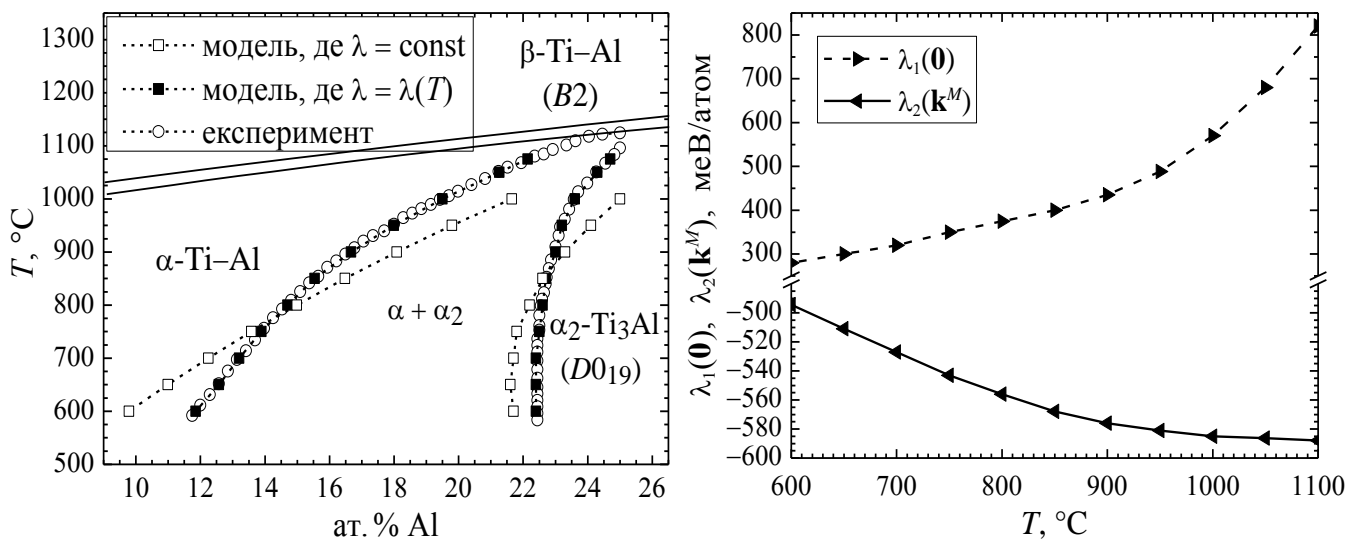 1300
1200
1100
1000
900
800
700
600
500
T, °C
модель, де λ = const
модель, де λ = λ(T)
експеримент
β-Ti–Al
(B2)
α-Ti–Al
α + α₂
α₂-Ti₃Al
(D0₁₉)
10 12 14 16 18 20 22 24 26
ат. % Al
800
700
600
500
400
300
−500
−520
−540
−560
−580
−600
λ₁(0), λ₂(kᴹ), меВ/атом
λ₁(0)
λ₂(kᴹ)
600 700 800 900 1000 1100
T, °C